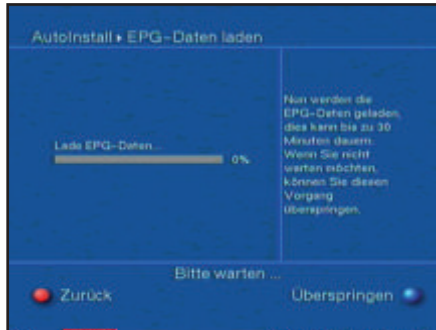 AutoInstall ▸ EPG-Daten laden
Lade EPG-Daten...
0%
Nun werden die
EPG-Daten geladen,
dies kann bis zu 30
Minuten dauern.
Wenn Sie nicht
warten möchten,
können Sie diesen
Vorgang
überspringen.
Bitte warten ...
Zurück
Überspringen